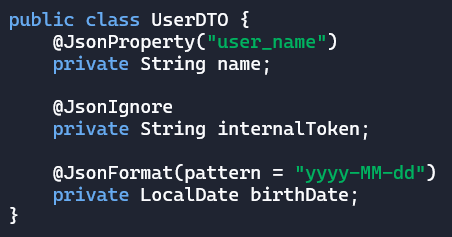 public class UserDTO {
    @JsonProperty("user_name")
    private String name;

    @JsonIgnore
    private String internalToken;

    @JsonFormat(pattern = "yyyy-MM-dd")
    private LocalDate birthDate;
}